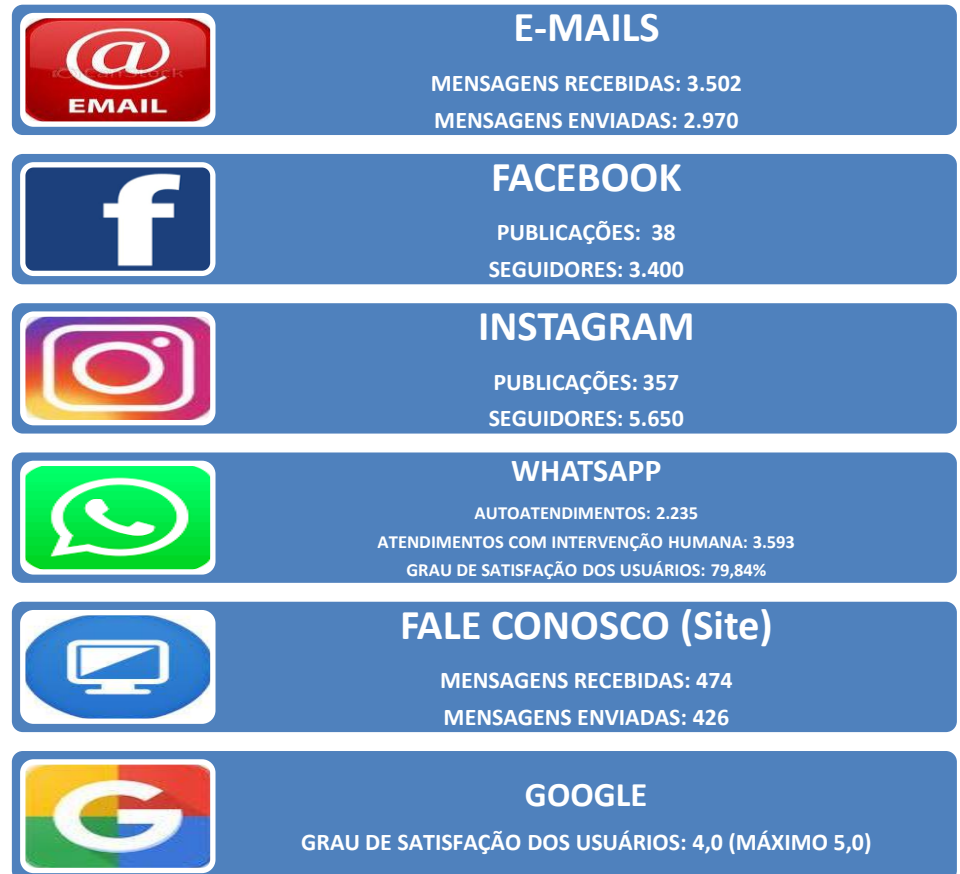 @
EMAIL
E-MAILS
MENSAGENS RECEBIDAS: 3.502
MENSAGENS ENVIADAS: 2.970
f
FACEBOOK
PUBLICAÇÕES: 38
SEGUIDORES: 3.400
INSTAGRAM
PUBLICAÇÕES: 357
SEGUIDORES: 5.650
WHATSAPP
AUTOATENDIMENTOS: 2.235
ATENDIMENTOS COM INTERVENÇÃO HUMANA: 3.593
GRAU DE SATISFAÇÃO DOS USUÁRIOS: 79,84%
FALE CONOSCO (Site)
MENSAGENS RECEBIDAS: 474
MENSAGENS ENVIADAS: 426
G
GOOGLE
GRAU DE SATISFAÇÃO DOS USUÁRIOS: 4,0 (MÁXIMO 5,0)